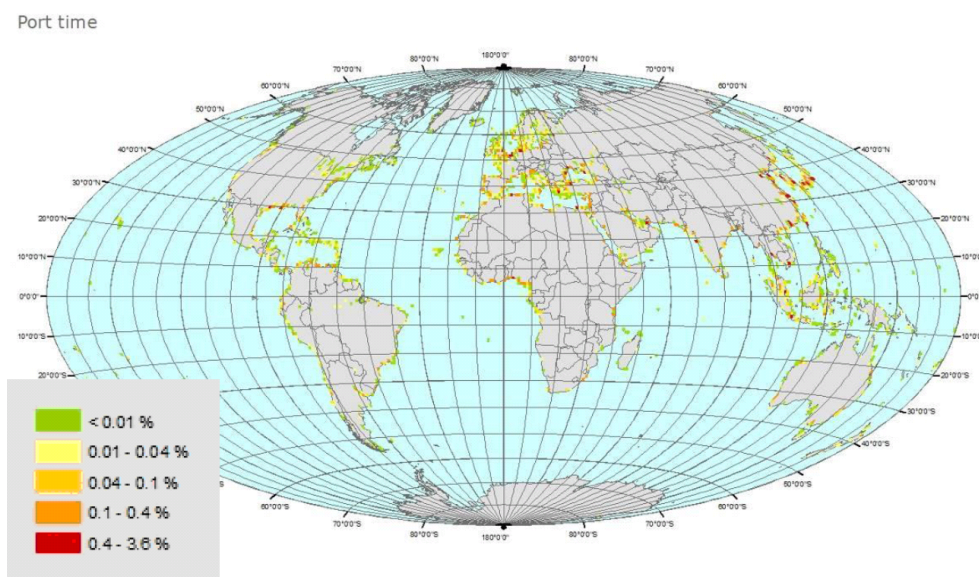 Port time
180°0'0"
80°0'0"N 80°0'0"N
70°0'0"N 70°0'0"N
60°0'0"N 60°0'0"N
50°0'0"N 50°0'0"N
40°0'0"N 40°0'0"N
30°0'0"N 30°0'0"N
20°0'0"N 20°0'0"N
10°0'0"N 10°0'0"N
0°0'0" 0°0'0"
10°0'0"S 10°0'0"S
20°0'0"S 20°0'0"S
30°0'0"S
40°0'0"S
50°0'0"S
60°0'0"S 60°0'0"S
70°0'0"S 70°0'0"S
80°0'0"S 180°0'0" 80°0'0"S
< 0.01 %
0.01 - 0.04 %
0.04 - 0.1 %
0.1 - 0.4 %
0.4 - 3.6 %